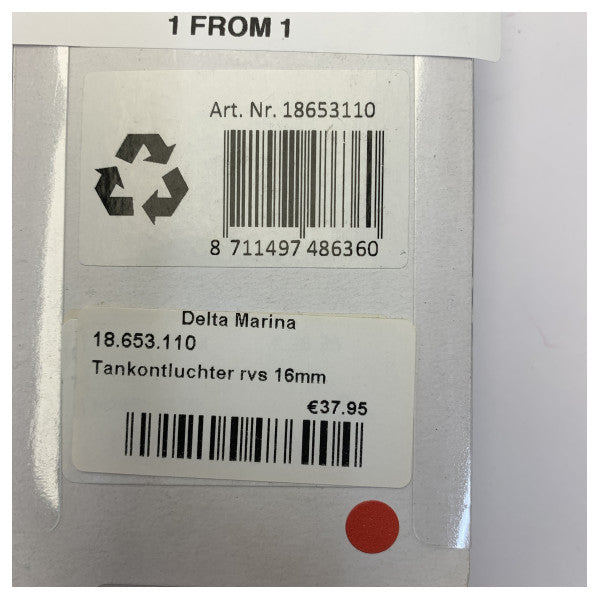 1 FROM 1
Art. Nr. 18653110
8 711497 486360
Delta Marina
18.653.110
Tankontluchter rvs 16mm
€37.95